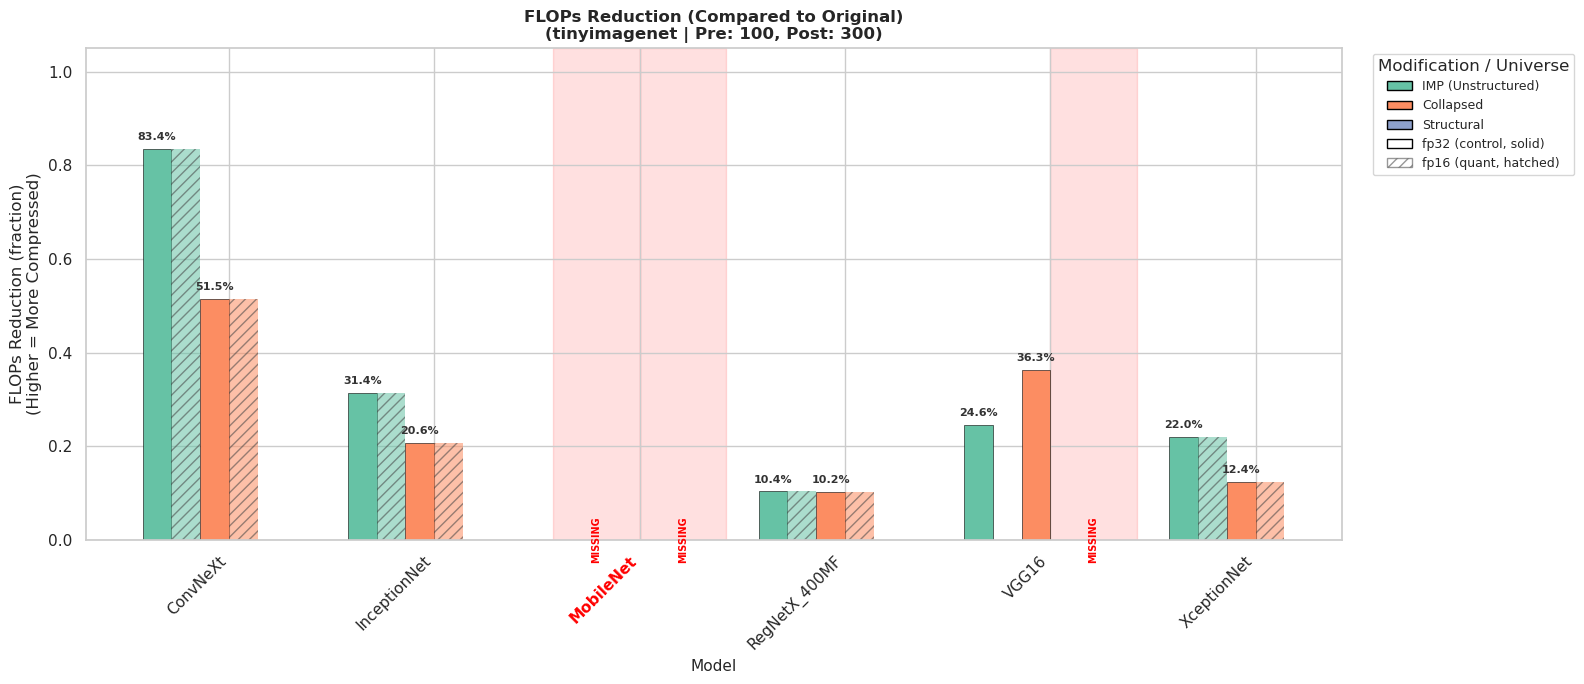 FLOPs Reduction (Compared to Original)
(tinyimagenet | Pre: 100, Post: 300)
FLOPs Reduction (fraction)
(Higher = More Compressed)
1.0
0.8
0.6
0.4
0.2
0.0
83.4%
51.5%
31.4%
20.6%
MISSING
MISSING
10.4%
10.2%
24.6%
36.3%
MISSING
22.0%
12.4%
ConvNeXt
InceptionNet
MobileNet
RegNetX_400MF
VGG16
XceptionNet
Model
Modification / Universe
IMP (Unstructured)
Collapsed
Structural
fp32 (control, solid)
fp16 (quant, hatched)